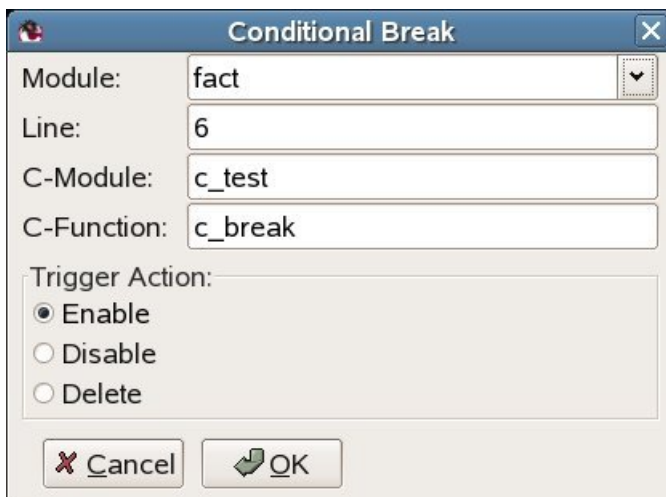 Conditional Break
Module: fact
Line: 6
C-Module: c_test
C-Function: c_break
Trigger Action:
Enable
Disable
Delete
Cancel OK